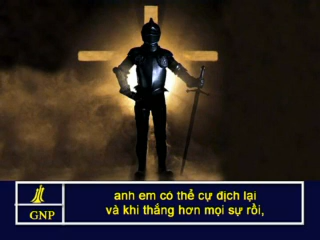 anh em có thể cự địch lại
và khi thắng hơn mọi sự rồi,
GNP